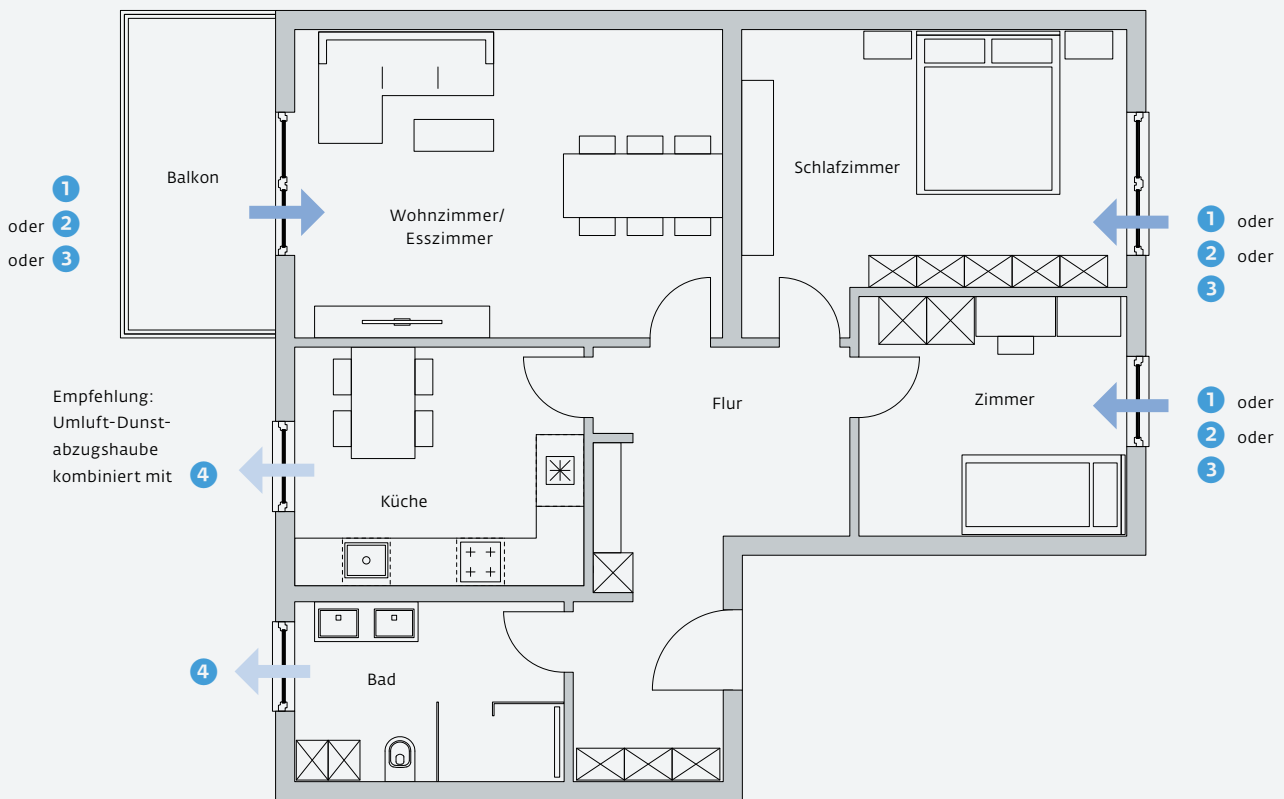 Balkon
1
oder 2
oder 3
Wohnzimmer/
Esszimmer
Schlafzimmer
1 oder
2 oder
3
Empfehlung:
Umluft-Dunst-
abzugshaube
kombiniert mit 4
Küche
Flur
Zimmer
1 oder
2 oder
3
4
Bad